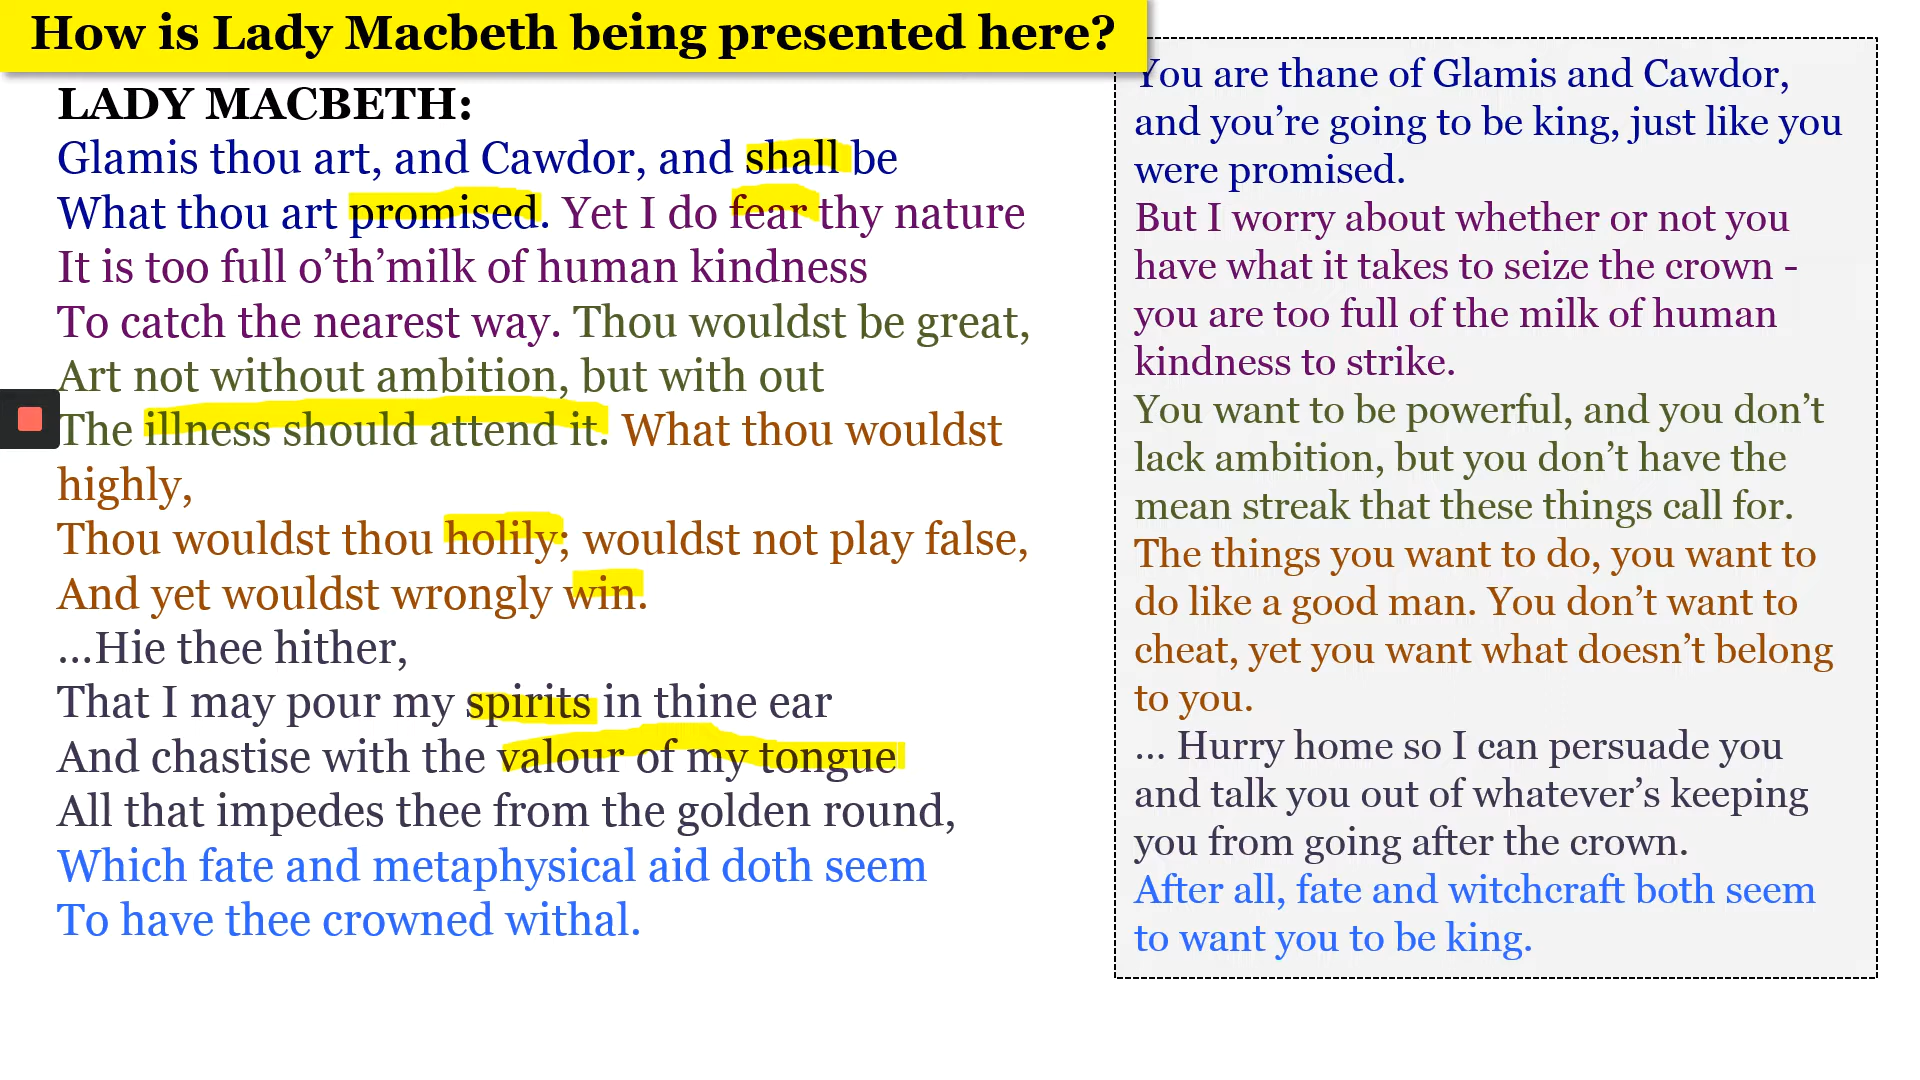 How is Lady Macbeth being presented here?
LADY MACBETH:
Glamis thou art, and Cawdor, and shall be
What thou art promised. Yet I do fear thy nature
It is too full o’th’milk of human kindness
To catch the nearest way. Thou wouldst be great,
Art not without ambition, but with out
The illness should attend it. What thou wouldst
highly,
Thou wouldst thou holily; wouldst not play false,
And yet wouldst wrongly win.
…Hie thee hither,
That I may pour my spirits in thine ear
And chastise with the valour of my tongue
All that impedes thee from the golden round,
Which fate and metaphysical aid doth seem
To have thee crowned withal.
You are thane of Glamis and Cawdor,
and you’re going to be king, just like you
were promised.
But I worry about whether or not you
have what it takes to seize the crown -
you are too full of the milk of human
kindness to strike.
You want to be powerful, and you don’t
lack ambition, but you don’t have the
mean streak that these things call for.
The things you want to do, you want to
do like a good man. You don’t want to
cheat, yet you want what doesn’t belong
to you.
… Hurry home so I can persuade you
and talk you out of whatever’s keeping
you from going after the crown.
After all, fate and witchcraft both seem
to want you to be king.